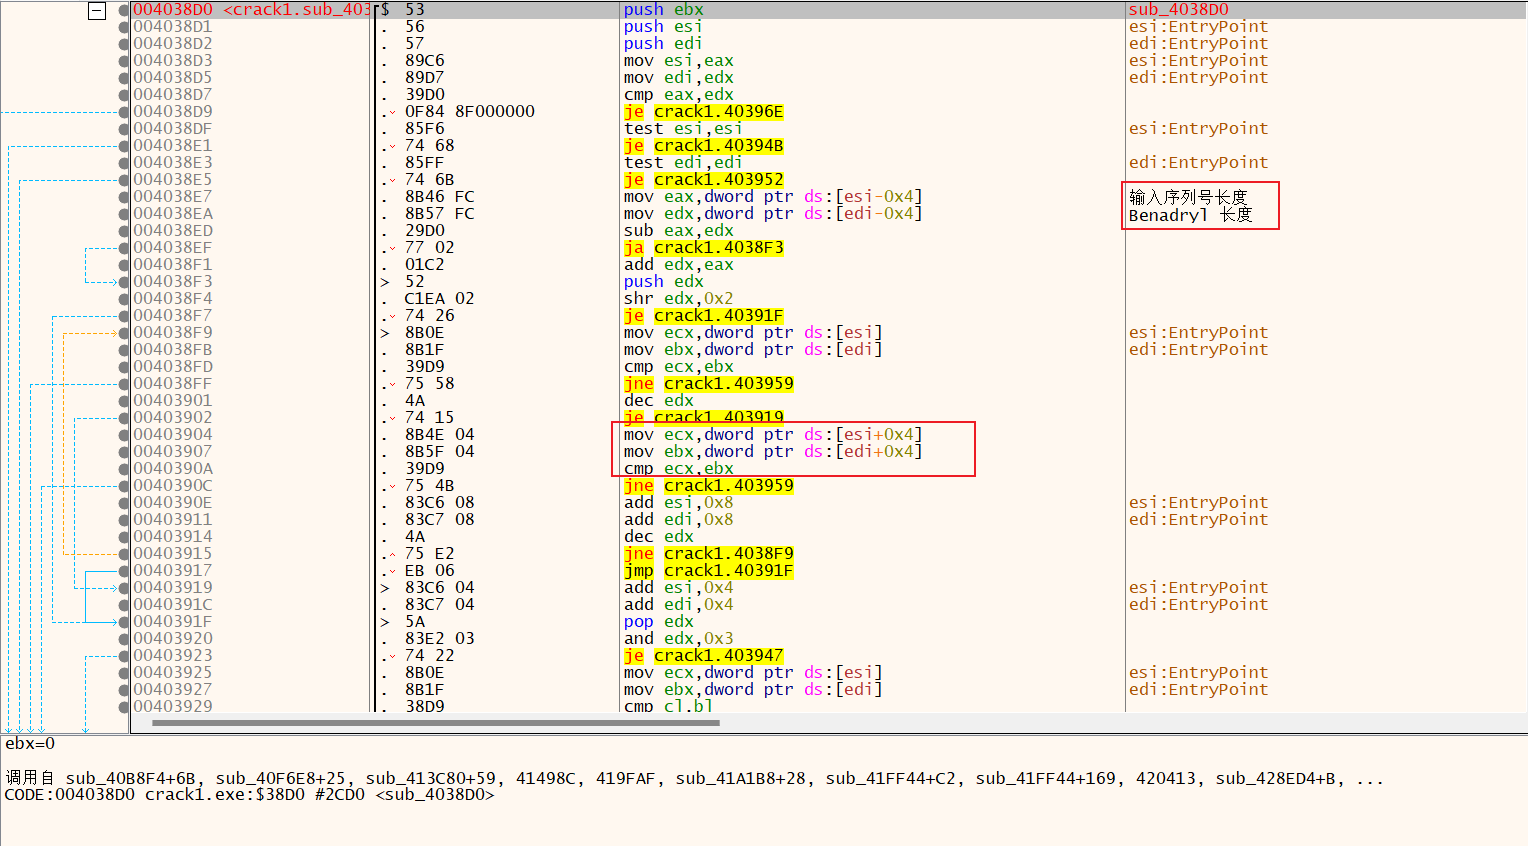 004038D0 <crack1.sub_403 $ 53 push ebx sub_4038D0
004038D1 . 56 push esi esi:EntryPoint
004038D2 . 57 push edi edi:EntryPoint
004038D3 . 89C6 mov esi,eax esi:EntryPoint
004038D5 . 89D7 mov edi,edx edi:EntryPoint
004038D7 . 39D0 cmp eax,edx
004038D9 . 0F84 8F000000 je crack1.40396E
004038DF . 85F6 test esi,esi esi:EntryPoint
004038E1 . 74 68 je crack1.40394B
004038E3 . 85FF test edi,edi edi:EntryPoint
004038E5 . 74 6B je crack1.403952
004038E7 . 8B46 FC mov eax,dword ptr ds:[esi-0x4] 输入序列号长度
004038EA . 8B57 FC mov edx,dword ptr ds:[edi-0x4] Benadryl 长度
004038ED . 29D0 sub eax,edx
004038EF . 77 02 ja crack1.4038F3
004038F1 . 01C2 add edx,eax
004038F3 > 52 push edx
004038F4 . C1EA 02 shr edx,0x2
004038F7 . 74 26 je crack1.40391F
004038F9 > 8B0E mov ecx,dword ptr ds:[esi] esi:EntryPoint
004038FB . 8B1F mov ebx,dword ptr ds:[edi] edi:EntryPoint
004038FD . 39D9 cmp ecx,ebx
004038FF . 75 58 jne crack1.403959
00403901 . 4A dec edx
00403902 . 74 15 je crack1.403919
00403904 . 8B4E 04 mov ecx,dword ptr ds:[esi+0x4]
00403907 . 8B5F 04 mov ebx,dword ptr ds:[edi+0x4]
0040390A . 39D9 cmp ecx,ebx
0040390C . 75 4B jne crack1.403959
0040390E . 83C6 08 add esi,0x8 esi:EntryPoint
00403911 . 83C7 08 add edi,0x8 edi:EntryPoint
00403914 . 4A dec edx
00403915 . 75 E2 jne crack1.4038F9
00403917 . EB 06 jmp crack1.40391F
00403919 > 83C6 04 add esi,0x4 esi:EntryPoint
0040391C . 83C7 04 add edi,0x4 edi:EntryPoint
0040391F > 5A pop edx
00403920 . 83E2 03 and edx,0x3
00403923 . 74 22 je crack1.403947
00403925 . 8B0E mov ecx,dword ptr ds:[esi] esi:EntryPoint
00403927 . 8B1F mov ebx,dword ptr ds:[edi] edi:EntryPoint
00403929 . 38D9 cmp cl,bl
ebx=0
调用自 sub_40B8F4+6B, sub_40F6E8+25, sub_413C80+59, 41498C, 419FAF, sub_41A1B8+28, sub_41FF44+C2, sub_41FF44+169, 420413, sub_428ED4+B, ...
CODE:004038D0 crack1.exe:$38D0 #2CD0 <sub_4038D0>